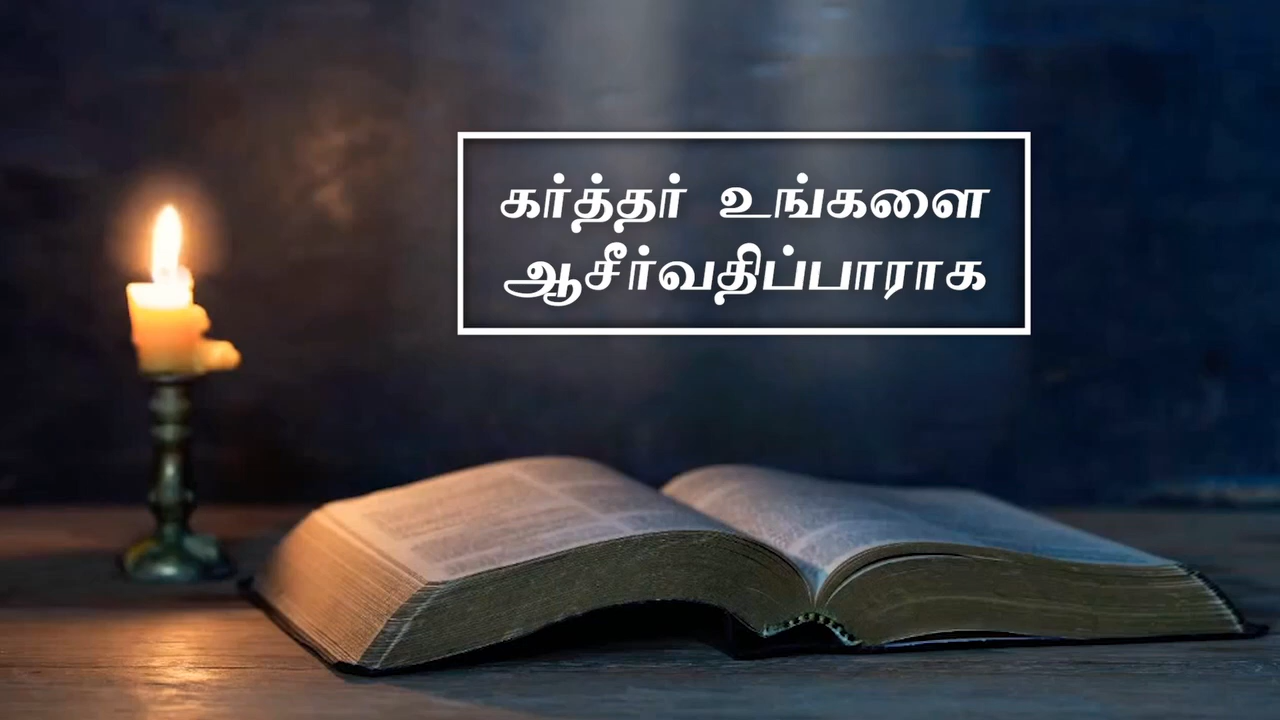 கர்த்தர் உங்களை
ஆசீர்வதிப்பாராக